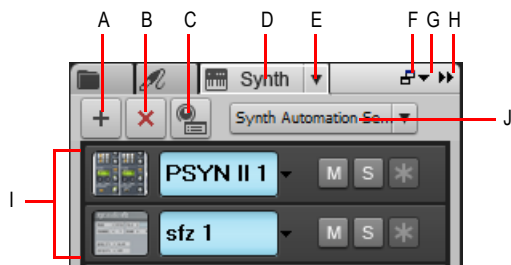 A B C D E F G H
Synth
Synth Automation Se...
J
I
PSYN II 1 M S
sfz 1 M S